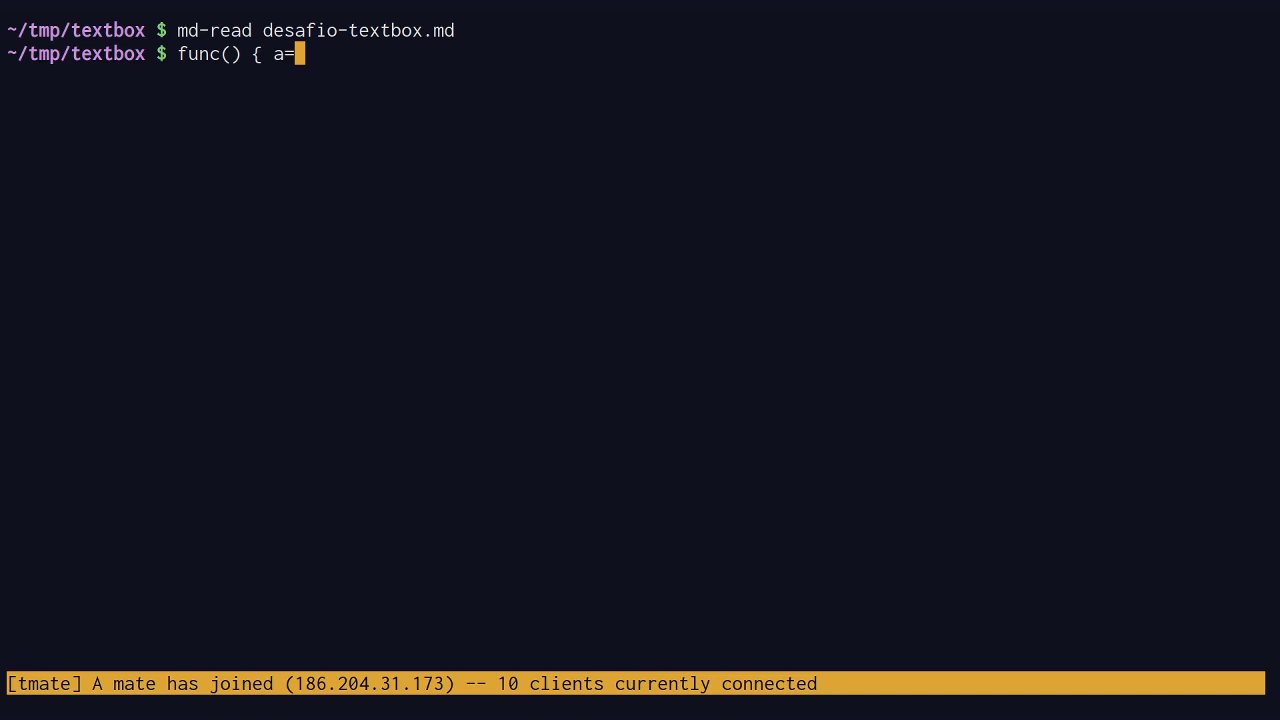 ~/tmp/textbox $ md-read desafio-textbox.md
~/tmp/textbox $ func() { a=
[tmate] A mate has joined (186.204.31.173) -- 10 clients currently connected